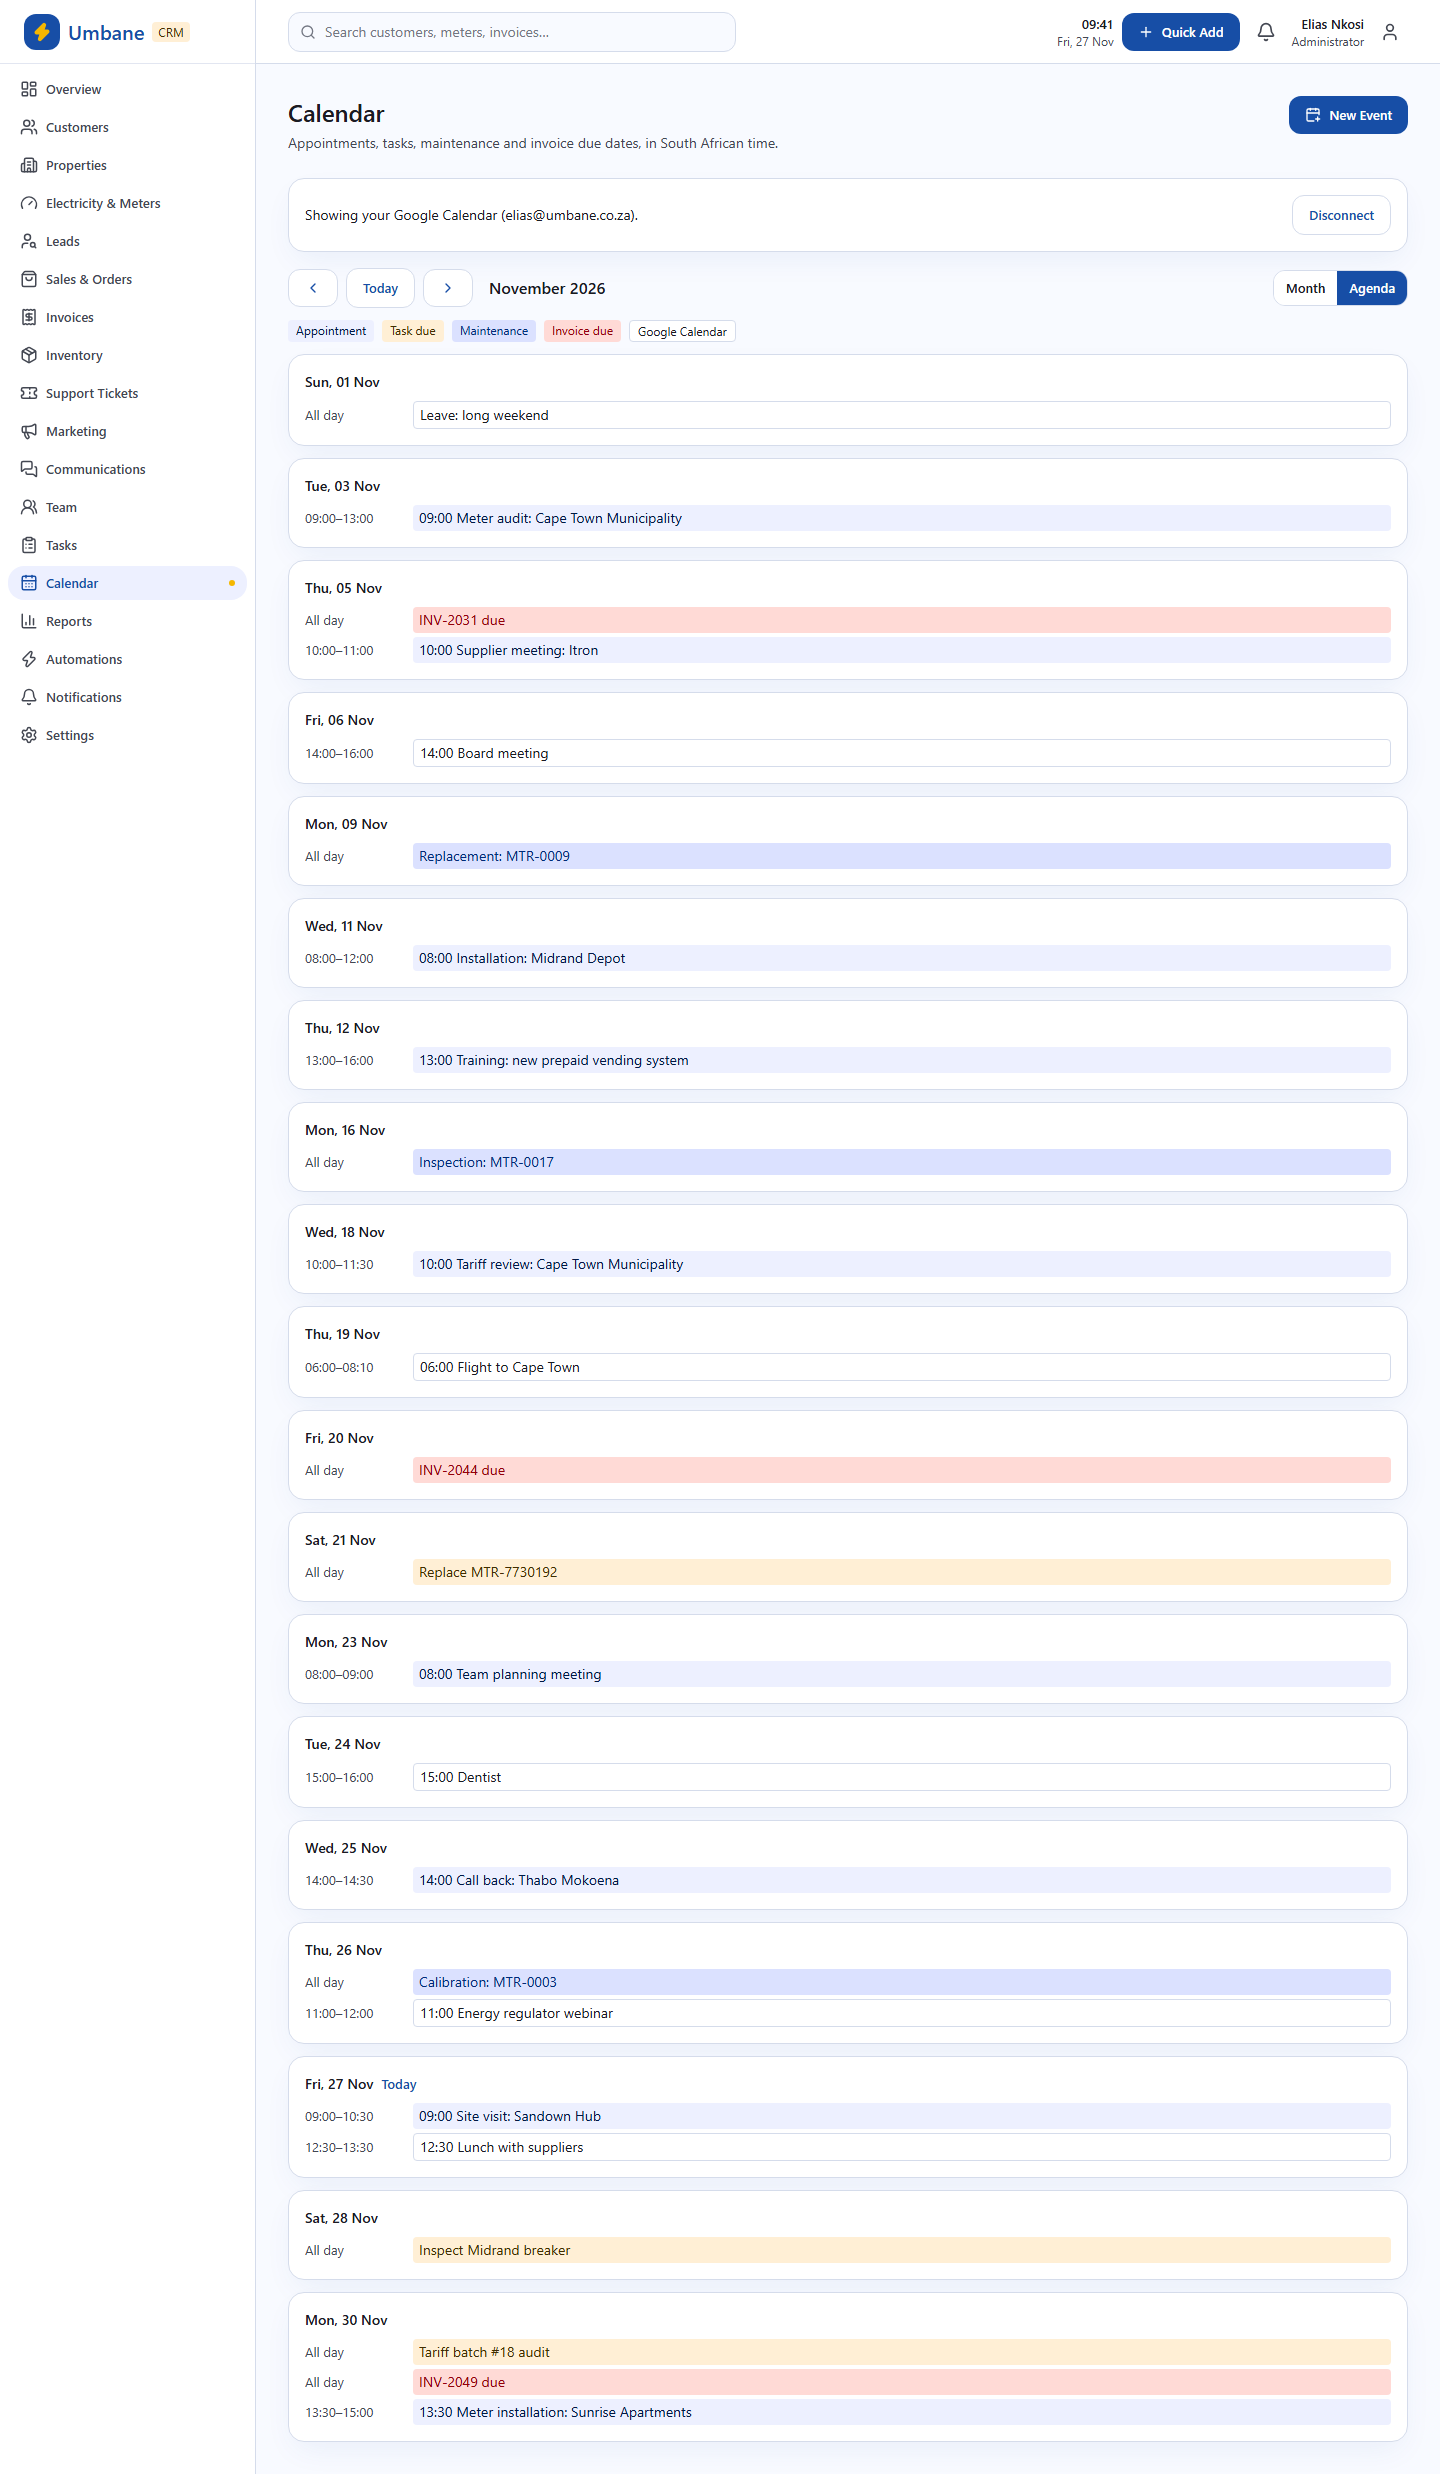 Umbane CRM
Search customers, meters, invoices...
09:41
Fri, 27 Nov
Quick Add
Elias Nkosi
Administrator
Overview
Customers
Properties
Electricity & Meters
Leads
Sales & Orders
Invoices
Inventory
Support Tickets
Marketing
Communications
Team
Tasks
Calendar
Reports
Automations
Notifications
Settings
Calendar
Appointments, tasks, maintenance and invoice due dates, in South African time.
New Event
Showing your Google Calendar (elias@umbane.co.za).
Disconnect
Today
November 2026
Month Agenda
Appointment Task due Maintenance Invoice due Google Calendar
Sun, 01 Nov
All day Leave: long weekend
Tue, 03 Nov
09:00–13:00 09:00 Meter audit: Cape Town Municipality
Thu, 05 Nov
All day INV-2031 due
10:00–11:00 10:00 Supplier meeting: Itron
Fri, 06 Nov
14:00–16:00 14:00 Board meeting
Mon, 09 Nov
All day Replacement: MTR-0009
Wed, 11 Nov
08:00–12:00 08:00 Installation: Midrand Depot
Thu, 12 Nov
13:00–16:00 13:00 Training: new prepaid vending system
Mon, 16 Nov
All day Inspection: MTR-0017
Wed, 18 Nov
10:00–11:30 10:00 Tariff review: Cape Town Municipality
Thu, 19 Nov
06:00–08:10 06:00 Flight to Cape Town
Fri, 20 Nov
All day INV-2044 due
Sat, 21 Nov
All day Replace MTR-7730192
Mon, 23 Nov
08:00–09:00 08:00 Team planning meeting
Tue, 24 Nov
15:00–16:00 15:00 Dentist
Wed, 25 Nov
14:00–14:30 14:00 Call back: Thabo Mokoena
Thu, 26 Nov
All day Calibration: MTR-0003
11:00–12:00 11:00 Energy regulator webinar
Fri, 27 Nov Today
09:00–10:30 09:00 Site visit: Sandown Hub
12:30–13:30 12:30 Lunch with suppliers
Sat, 28 Nov
All day Inspect Midrand breaker
Mon, 30 Nov
All day Tariff batch #18 audit
All day INV-2049 due
13:30–15:00 13:30 Meter installation: Sunrise Apartments